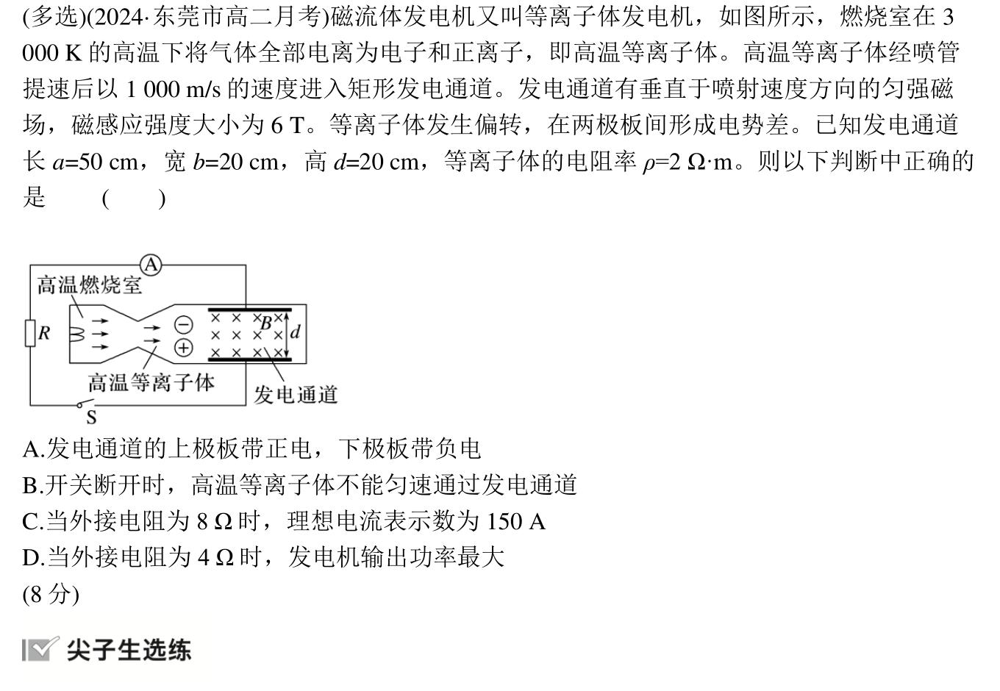 (多选)(2024·东莞市高二月考)磁流体发电机又叫等离子体发电机，如图所示，燃烧室在 3
000 K 的高温下将气体全部电离为电子和正离子，即高温等离子体。高温等离子体经喷管
提速后以 1 000 m/s 的速度进入矩形发电通道。发电通道有垂直于喷射速度方向的匀强磁
场，磁感应强度大小为 6 T。等离子体发生偏转，在两极板间形成电势差。已知发电通道
长 a=50 cm，宽 b=20 cm，高 d=20 cm，等离子体的电阻率 ρ=2 Ω·m。则以下判断中正确的
是 ( )
A
高温燃烧室
R
B
d
高温等离子体
发电通道
S
A.发电通道的上极板带正电，下极板带负电
B.开关断开时，高温等离子体不能匀速通过发电通道
C.当外接电阻为 8 Ω 时，理想电流表示数为 150 A
D.当外接电阻为 4 Ω 时，发电机输出功率最大
(8 分)
尖子生选练